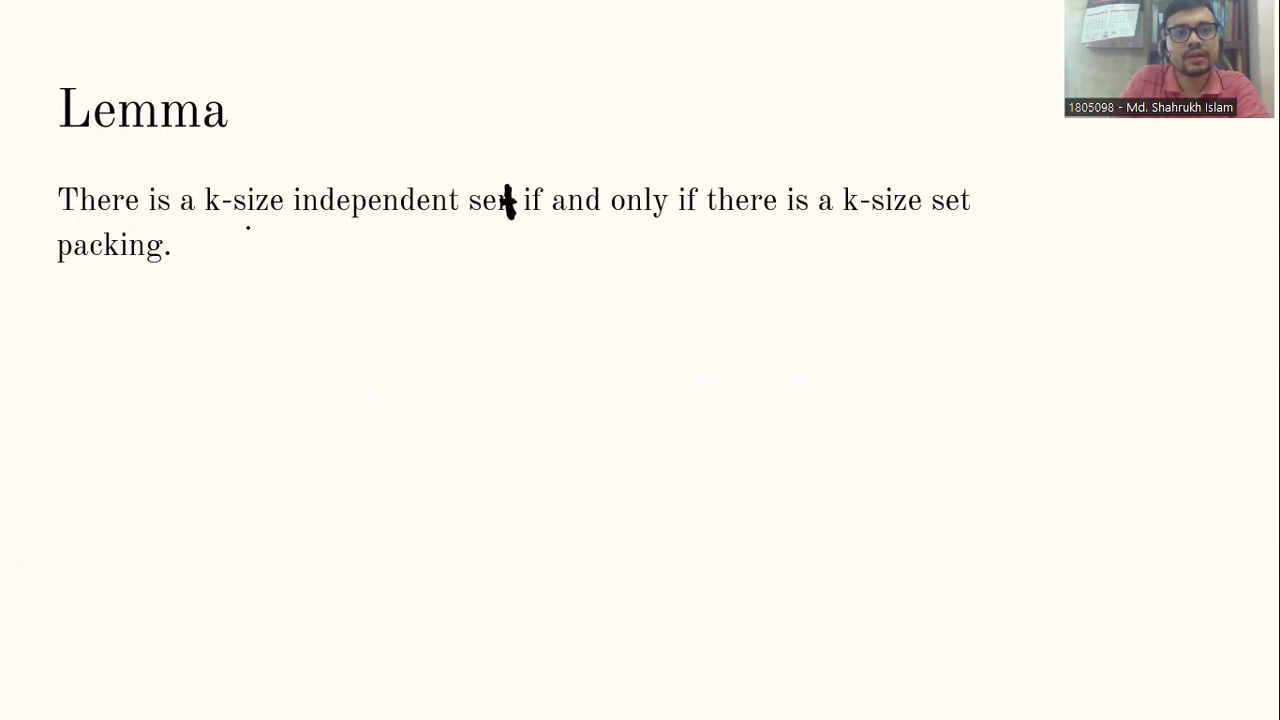 1805098 - Md. Shahrukh Islam
Lemma
There is a k-size independent set if and only if there is a k-size set
packing.